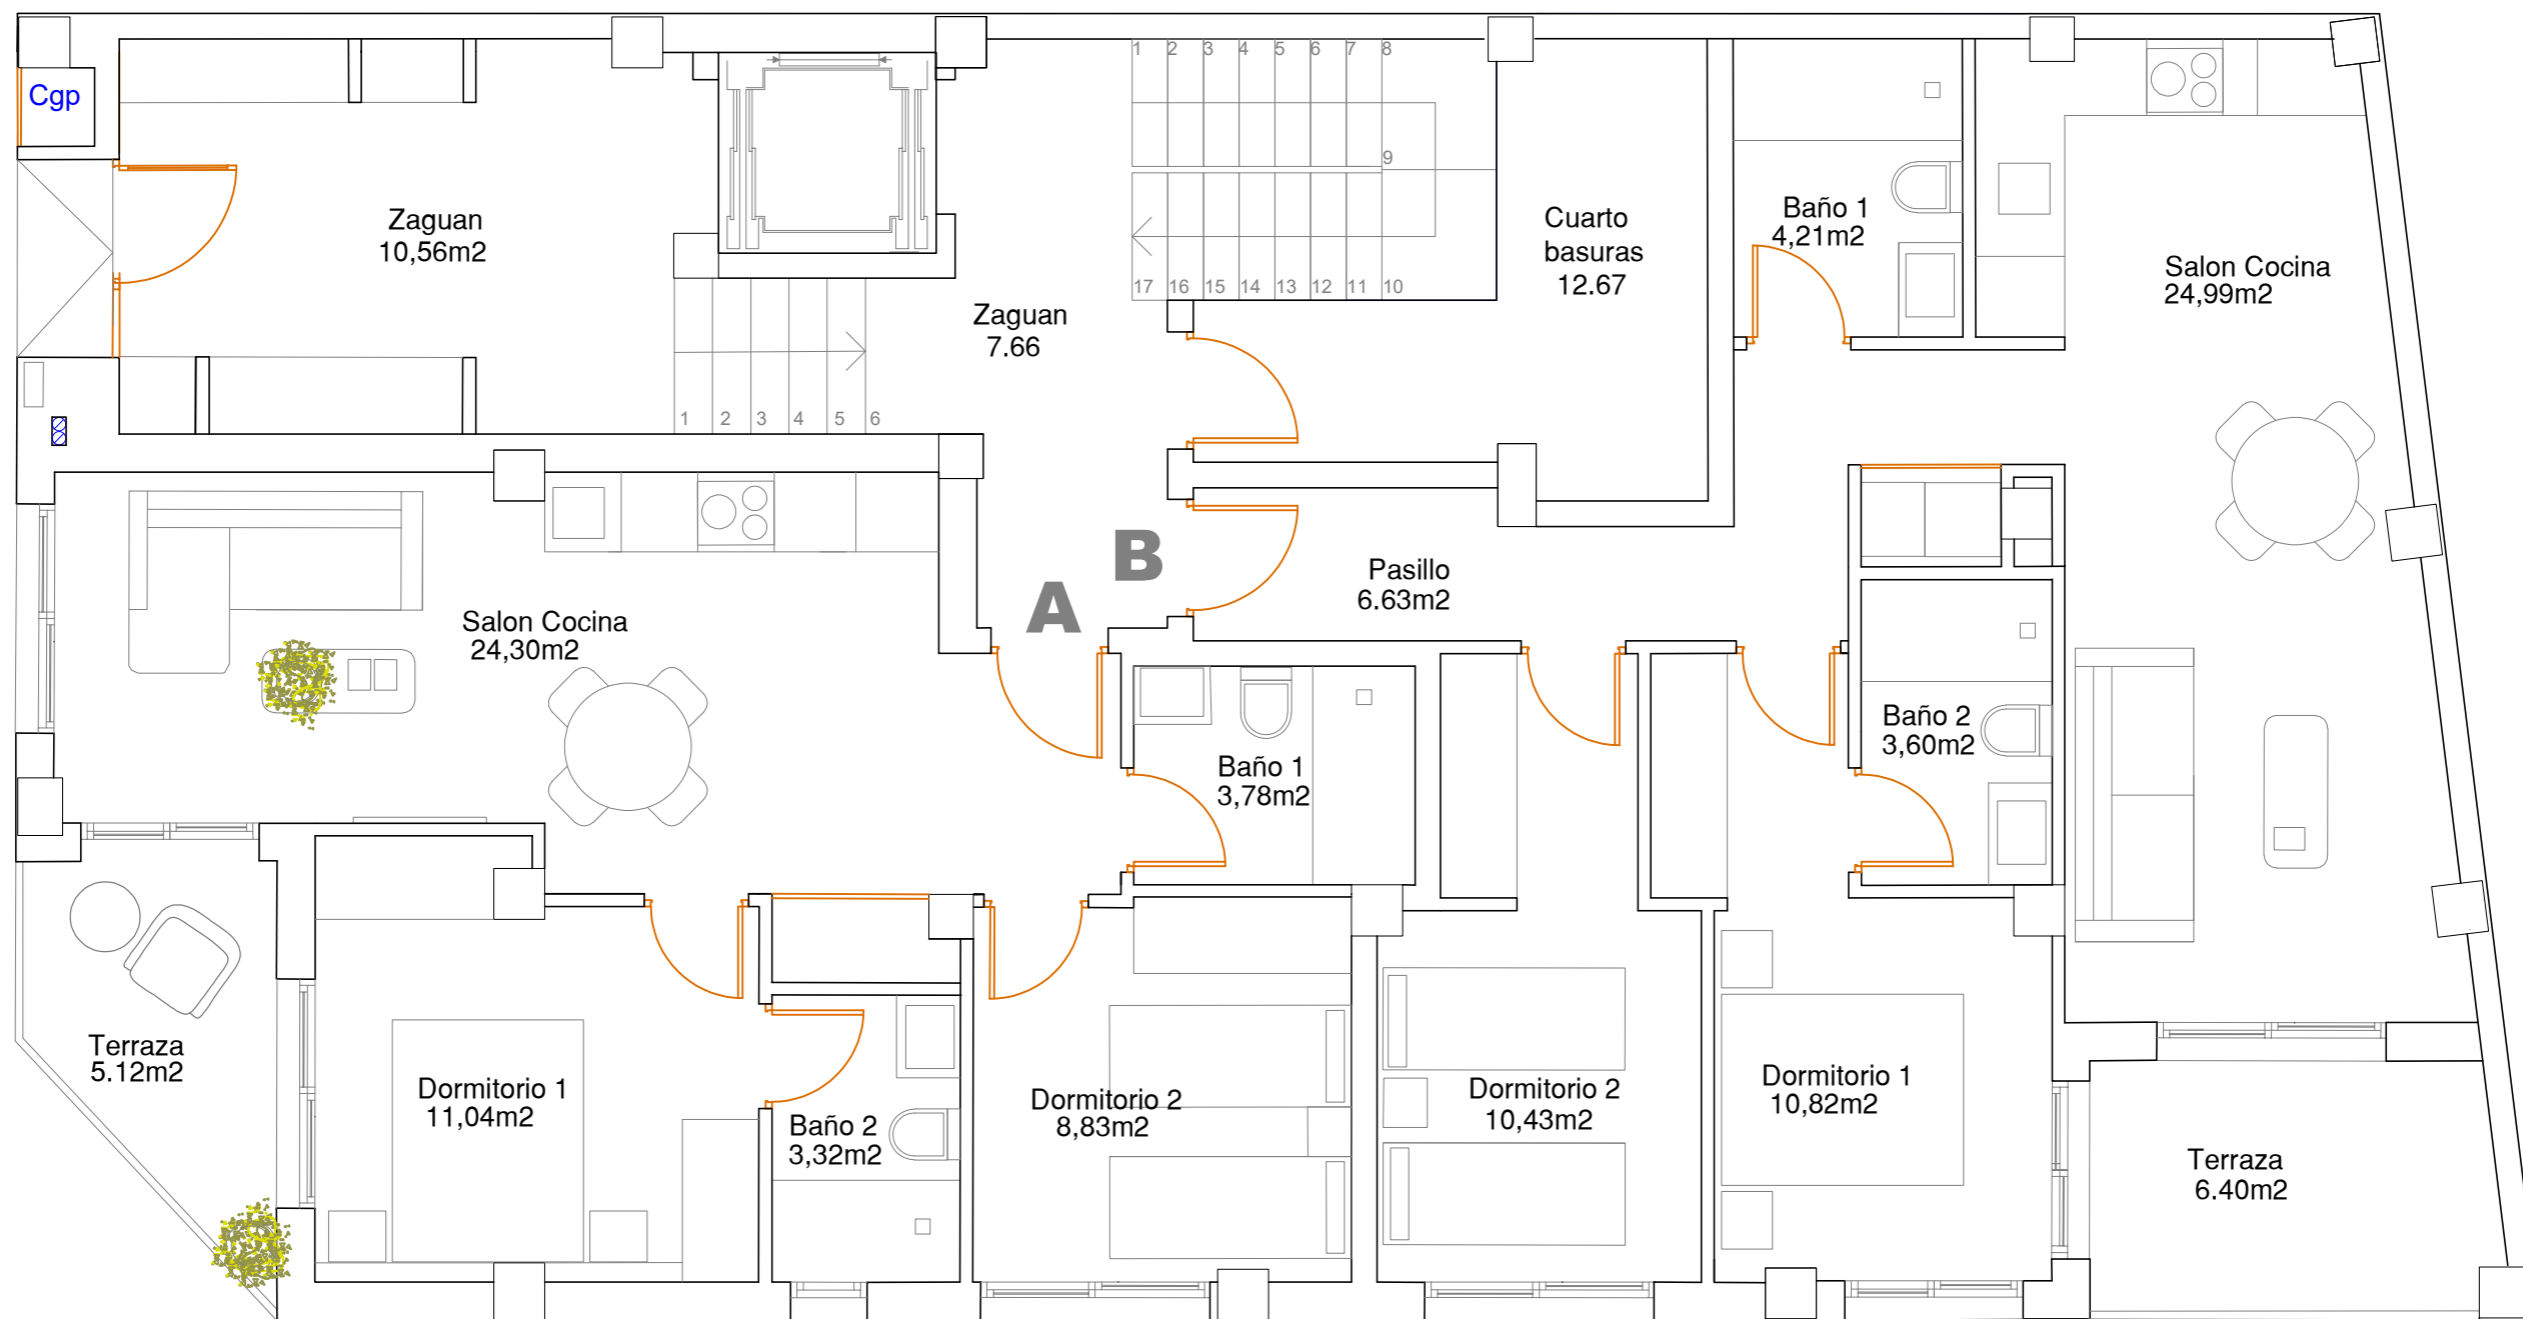 Cgp
Zaguan
10,56m2
1 2 3 4 5 6
Zaguan
7.66
1 2 3 4 5 6 7 8
9
17 16 15 14 13 12 11 10
Cuarto
basuras
12.67
Baño 1
4,21m2
Salon Cocina
24,99m2
Salon Cocina
24,30m2
A
B
Pasillo
6.63m2
Baño 1
3,78m2
Baño 2
3,60m2
Terraza
5.12m2
Dormitorio 1
11,04m2
Baño 2
3,32m2
Dormitorio 2
8,83m2
Dormitorio 2
10,43m2
Dormitorio 1
10,82m2
Terraza
6.40m2